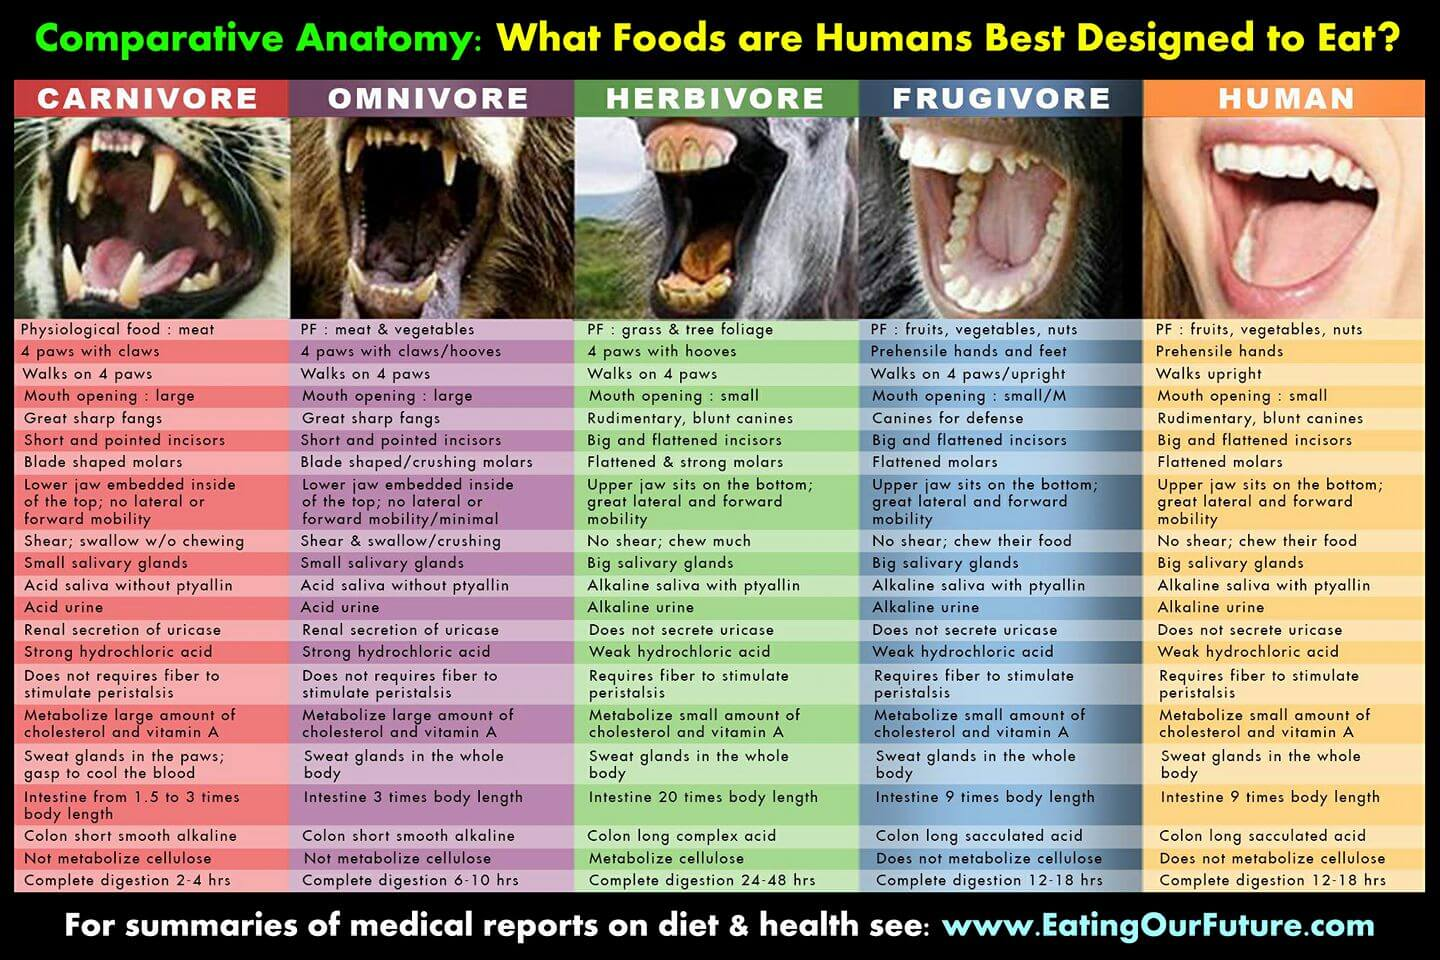 Comparative Anatomy: What Foods are Humans Best Designed to Eat?
CARNIVORE
Physiological food : meat
4 paws with claws
Walks on 4 paws
Mouth opening : large
Great sharp fangs
Short and pointed incisors
Blade shaped molars
Lower jaw embedded inside
of the top; no lateral or
forward mobility
Shear; swallow w/o chewing
Small salivary glands
Acid saliva without ptyallin
Acid urine
Renal secretion of uricase
Strong hydrochloric acid
Does not requires fiber to
stimulate peristalsis
Metabolize large amount of
cholesterol and vitamin A
Sweat glands in the paws;
gasp to cool the blood
Intestine from 1.5 to 3 times
body length
Colon short smooth alkaline
Not metabolize cellulose
Complete digestion 2-4 hrs
OMNIVORE
PF : meat & vegetables
4 paws with claws/hooves
Walks on 4 paws
Mouth opening : large
Great sharp fangs
Short and pointed incisors
Blade shaped/crushing molars
Lower jaw embedded inside
of the top; no lateral or
forward mobility/minimal
Shear & swallow/crushing
Small salivary glands
Acid saliva without ptyallin
Acid urine
Renal secretion of uricase
Strong hydrochloric acid
Does not requires fiber to
stimulate peristalsis
Metabolize large amount of
cholesterol and vitamin A
Sweat glands in the whole
body
Intestine 3 times body length
Colon short smooth alkaline
Not metabolize cellulose
Complete digestion 6-10 hrs
HERBIVORE
PF : grass & tree foliage
4 paws with hooves
Walks on 4 paws
Mouth opening : small
Rudimentary, blunt canines
Big and flattened incisors
Flattened & strong molars
Upper jaw sits on the bottom;
great lateral and forward
mobility
No shear; chew much
Big salivary glands
Alkaline saliva with ptyallin
Alkaline urine
Does not secrete uricase
Weak hydrochloric acid
Requires fiber to stimulate
peristalsis
Metabolize small amount of
cholesterol and vitamin A
Sweat glands in the whole
body
Intestine 20 times body length
Colon long complex acid
Metabolize cellulose
Complete digestion 24-48 hrs
FRUGIVORE
PF : fruits, vegetables, nuts
Prehensile hands and feet
Walks on 4 paws/upright
Mouth opening : small/M
Canines for defense
Big and flattened incisors
Flattened molars
Upper jaw sits on the bottom;
great lateral and forward
mobility
No shear; chew their food
Big salivary glands
Alkaline saliva with ptyallin
Alkaline urine
Does not secrete uricase
Weak hydrochloric acid
Requires fiber to stimulate
peristalsis
Metabolize small amount of
cholesterol and vitamin A
Sweat glands in the whole
body
Intestine 9 times body length
Colon long sacculated acid
Does not metabolize cellulose
Complete digestion 12-18 hrs
HUMAN
PF : fruits, vegetables, nuts
Prehensile hands
Walks upright
Mouth opening : small
Rudimentary, blunt canines
Big and flattened incisors
Flattened molars
Upper jaw sits on the bottom;
great lateral and forward
mobility
No shear; chew their food
Big salivary glands
Alkaline saliva with ptyallin
Alkaline urine
Does not secrete uricase
Weak hydrochloric acid
Requires fiber to stimulate
peristalsis
Metabolize small amount of
cholesterol and vitamin A
Sweat glands in the whole
body
Intestine 9 times body length
Colon long sacculated acid
Does not metabolize cellulose
Complete digestion 12-18 hrs
For summaries of medical reports on diet & health see: www.EatingOurFuture.com